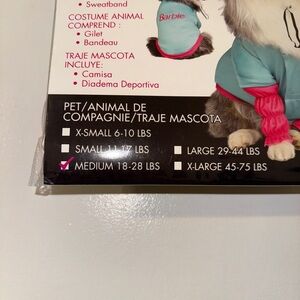 • Sweatband
COSTUME ANIMAL
COMPREND :
• Gilet
• Bandeau
TRAJE MASCOTA
INCLUYE:
• Camisa
• Diadema Deportiva
Barbie
PET/ANIMAL DE
COMPAGNIE/TRAJE MASCOTA
X-SMALL 6-10 LBS
SMALL 11-17 LBS
LARGE 29-44 LBS
MEDIUM 18-28 LBS
X-LARGE 45-75 LBS